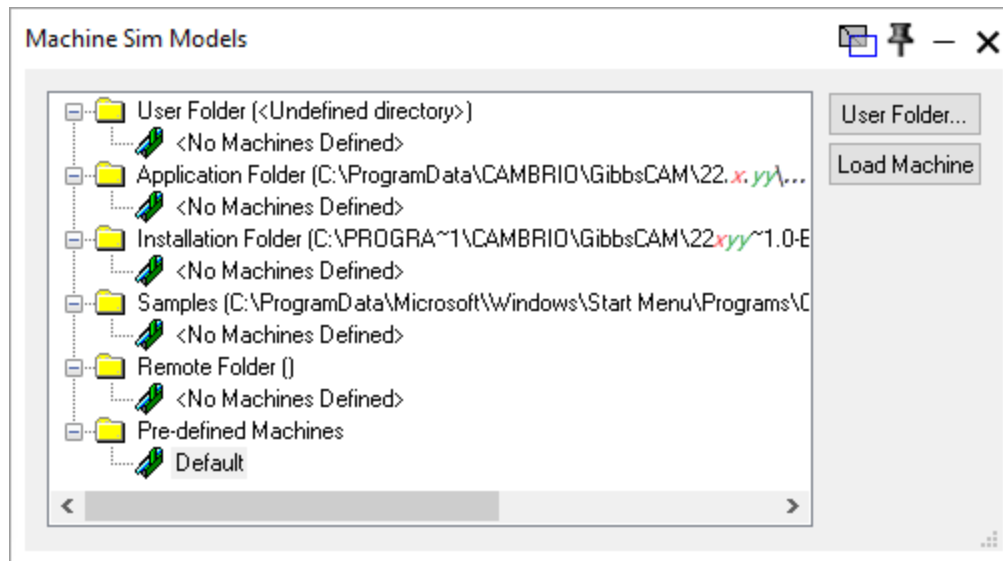 Machine Sim Models
User Folder (<Undefined directory>)
<No Machines Defined>
Application Folder (C:\ProgramData\CAMBRIO\GibbsCAM\22.x.yy\...
<No Machines Defined>
Installation Folder (C:\PROGRA~1\CAMBRIO\GibbsCAM\22xyy~1.0-E
<No Machines Defined>
Samples (C:\ProgramData\Microsoft\Windows\Start Menu\Programs\C
<No Machines Defined>
Remote Folder ()
<No Machines Defined>
Pre-defined Machines
Default
User Folder...
Load Machine